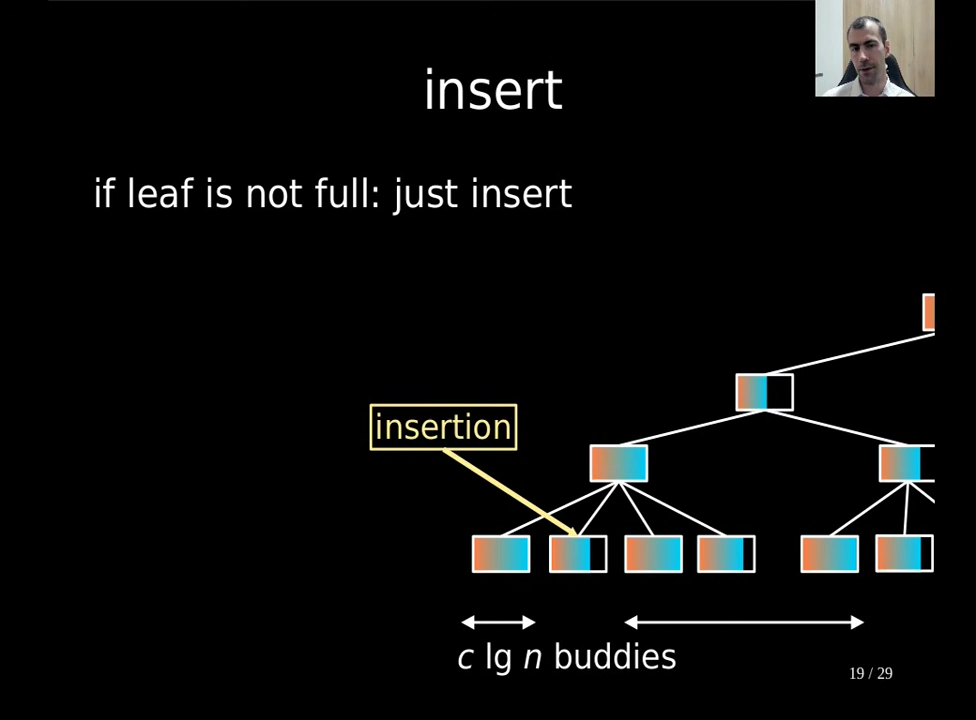 insert
if leaf is not full: just insert
insertion
c lg n buddies
19 / 29